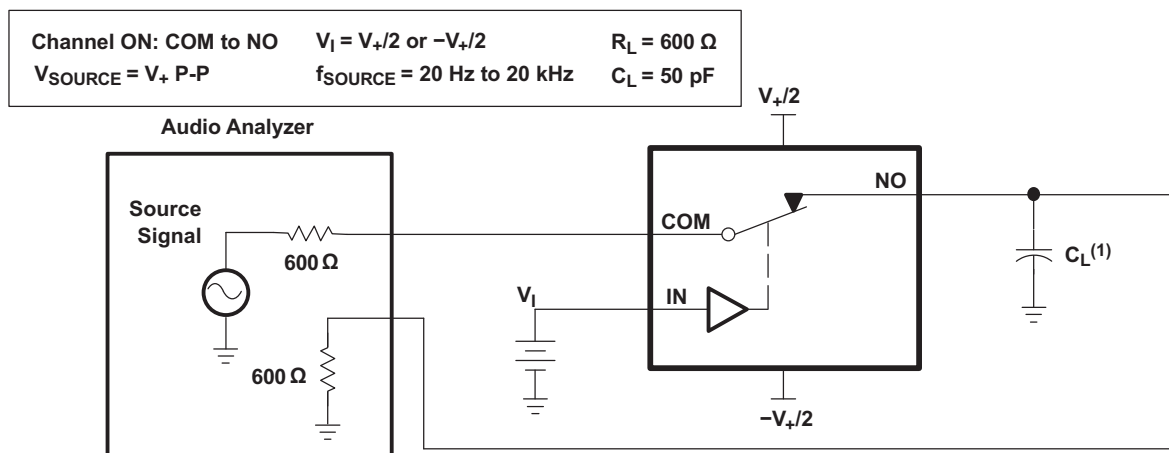 Channel ON: COM to NO V_I = V_+/2 or −V_+/2 R_L = 600 Ω
V_SOURCE = V_+ P-P f_SOURCE = 20 Hz to 20 kHz C_L = 50 pF
V_+/2
Audio Analyzer
NO
Source
Signal
COM
600 Ω
C_L^(1)
V_I
IN
600 Ω
−V_+/2